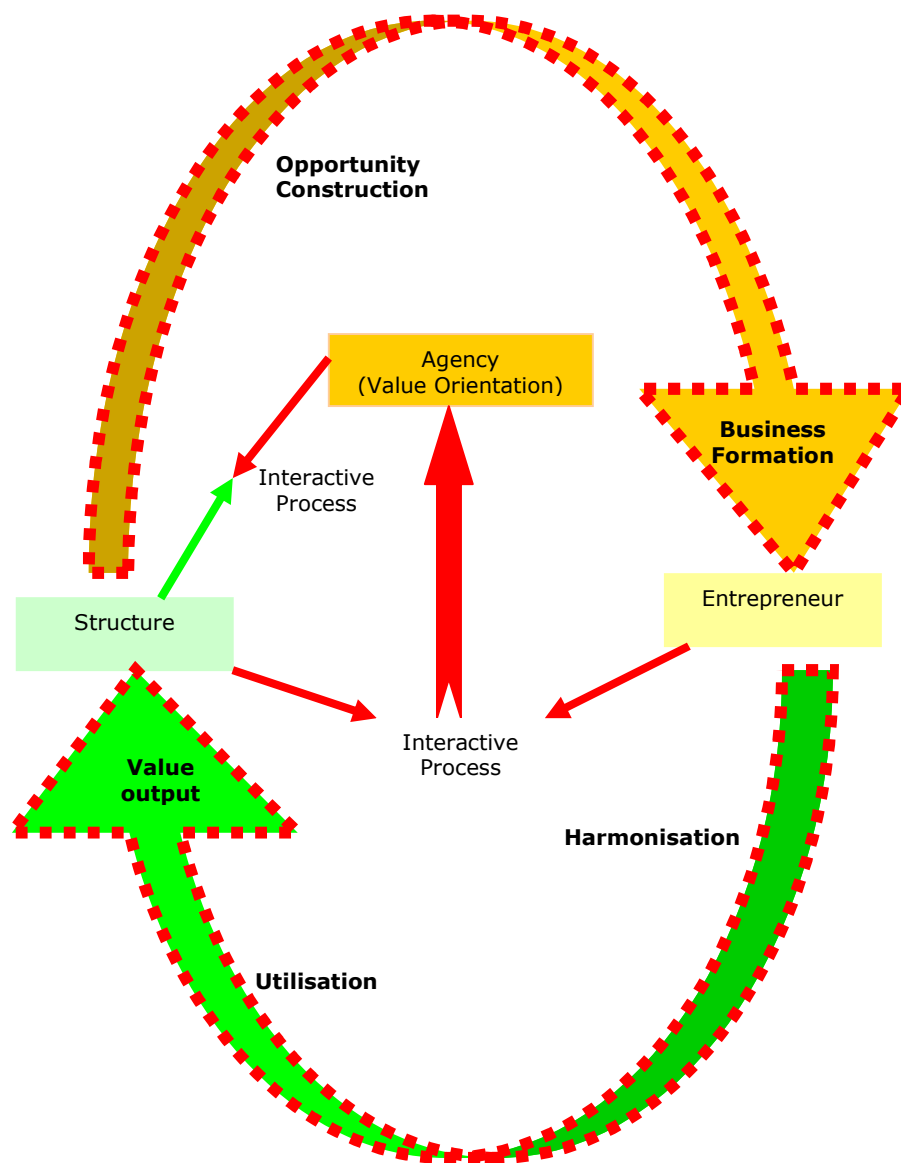 Opportunity
Construction
Agency
(Value Orientation)
Business
Formation
Interactive
Process
Structure
Entrepreneur
Interactive
Process
Value
output
Harmonisation
Utilisation